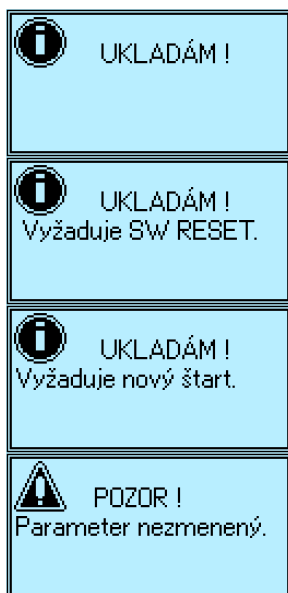 UKLADÁM !
UKLADÁM !
Vyžaduje SW RESET.
UKLADÁM !
Vyžaduje nový štart.
POZOR !
Parameter nezmenený.